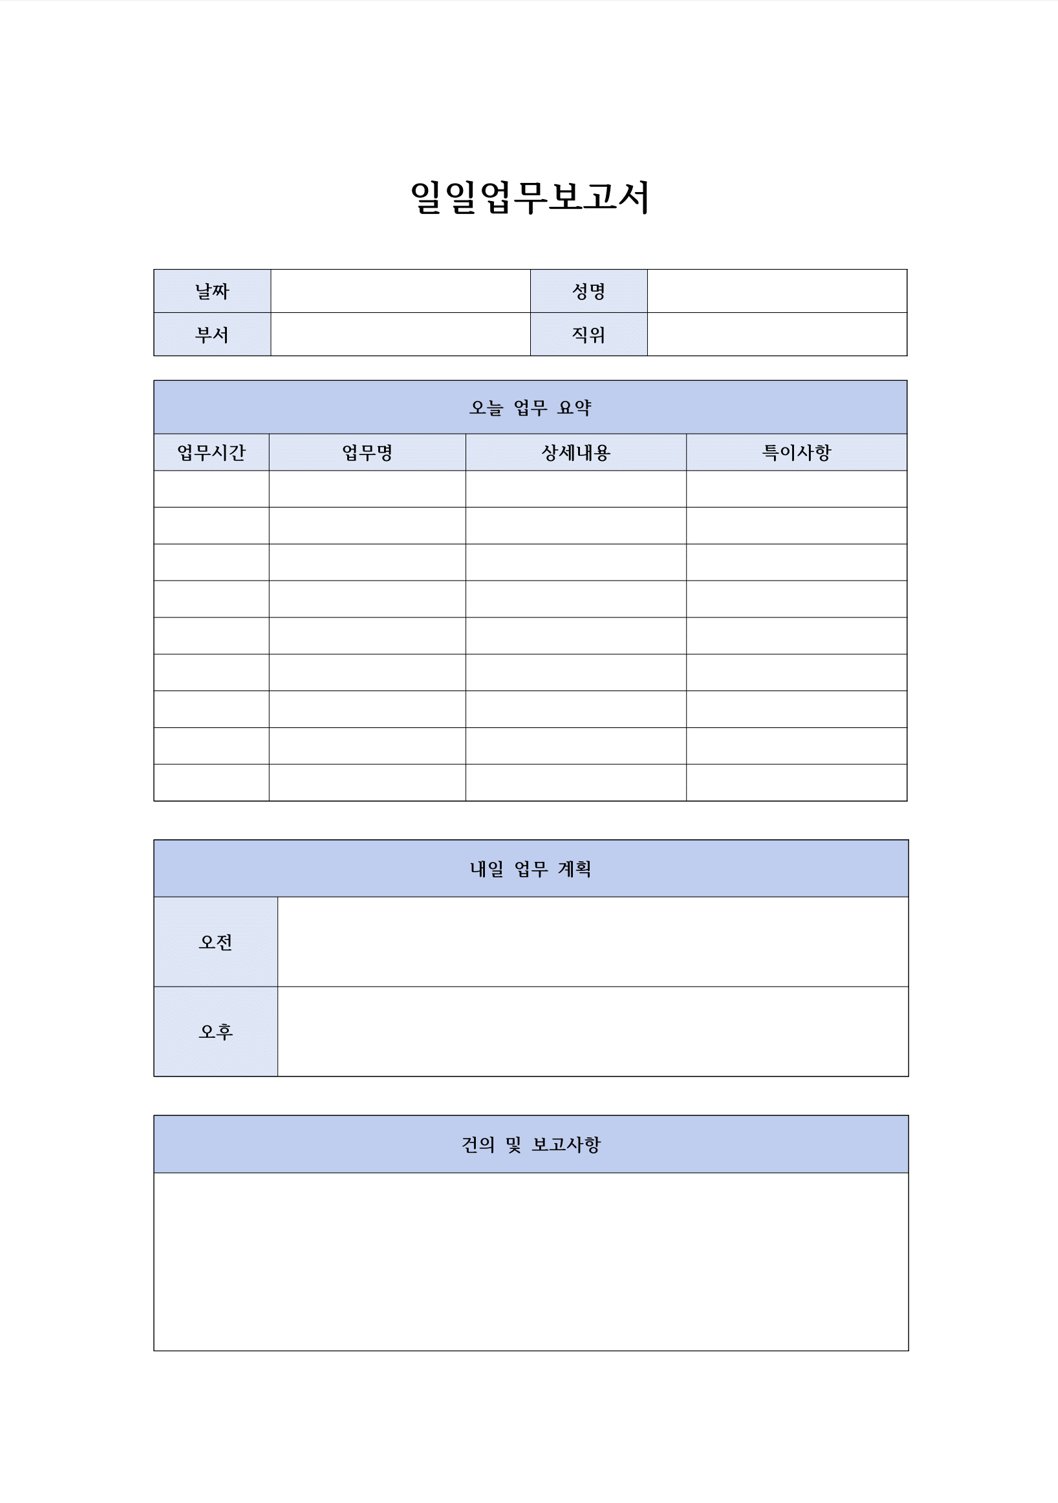 일일업무보고서
날짜 성명
부서 직위
오늘 업무 요약
업무시간 업무명 상세내용 특이사항
내일 업무 계획
오전
오후
건의 및 보고사항